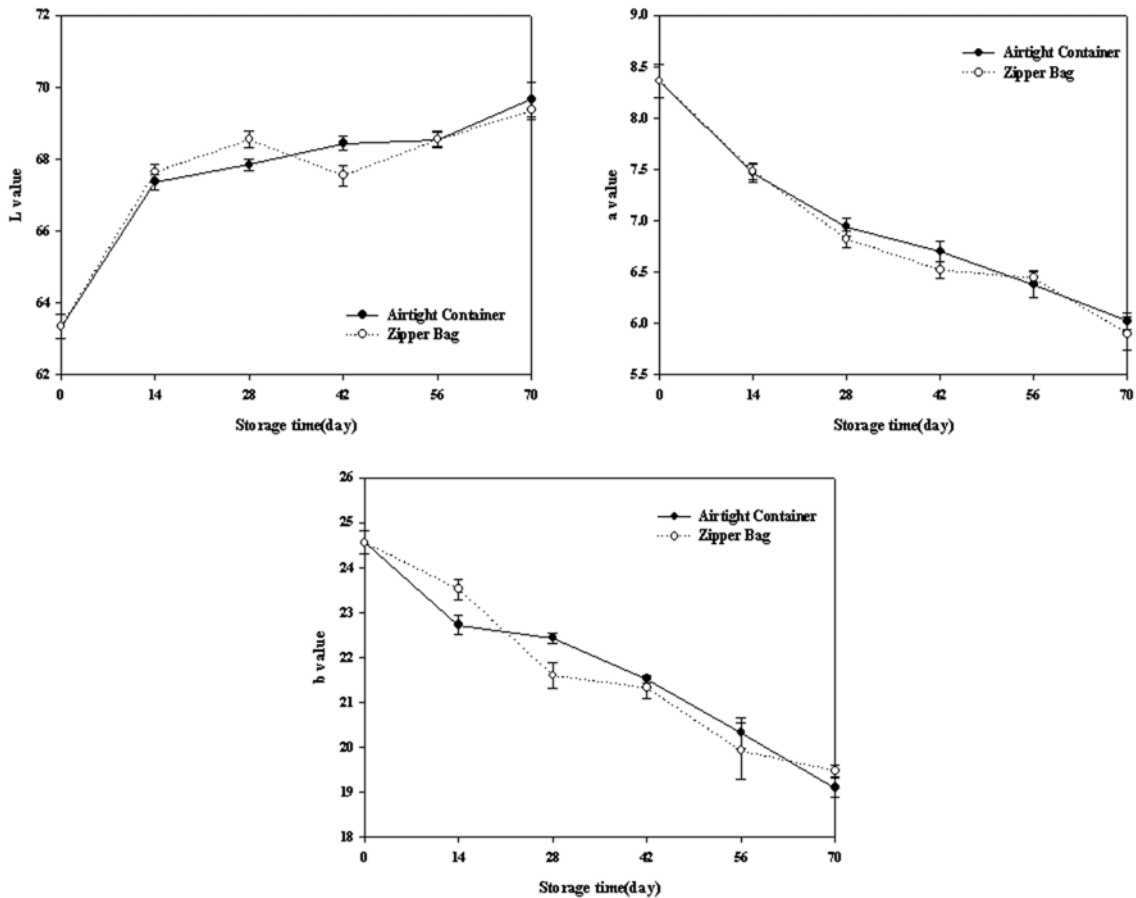 72
70
68
66
64
62
L value
0 14 28 42 56 70
Storage time(day)
Airtight Container
Zipper Bag
9.0
8.5
8.0
7.5
7.0
6.5
6.0
5.5
a value
0 14 28 42 56 70
Storage time(day)
Airtight Container
Zipper Bag
26
25
24
23
22
21
20
19
18
b value
0 14 28 42 56 70
Storage time(day)
Airtight Container
Zipper Bag